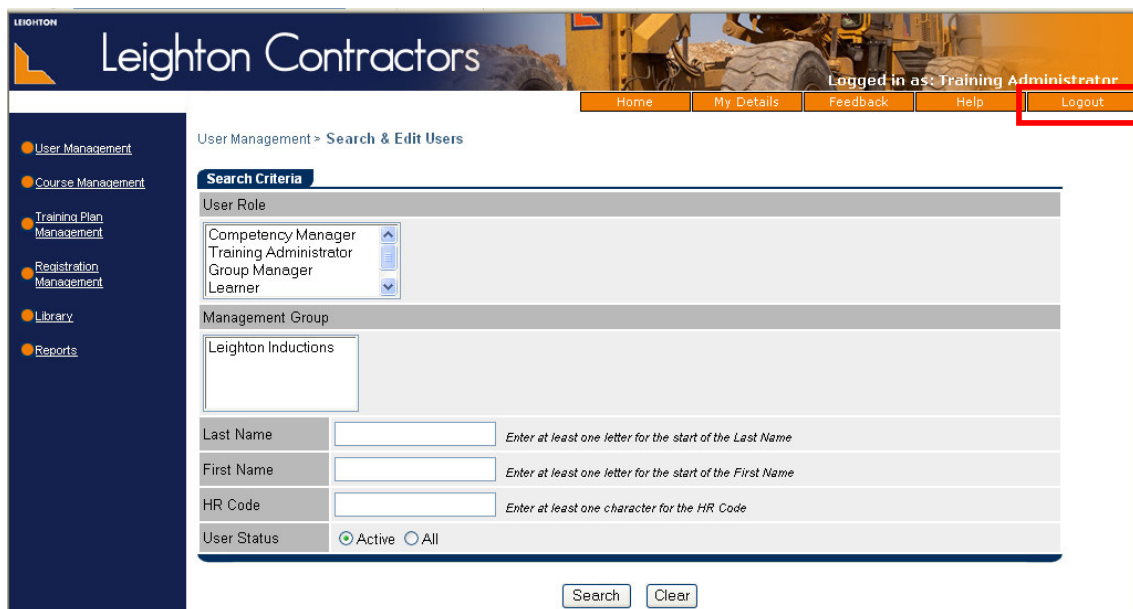 LEIGHTON
Leighton Contractors
Logged in as: Training Administrator
Home My Details Feedback Help Logout
User Management > Search & Edit Users
User Management
Course Management
Training Plan
Management
Registration
Management
Library
Reports
Search Criteria
User Role
Competency Manager
Training Administrator
Group Manager
Learner
Management Group
Leighton Inductions
Last Name Enter at least one letter for the start of the Last Name
First Name Enter at least one letter for the start of the First Name
HR Code Enter at least one character for the HR Code
User Status Active All
Search Clear